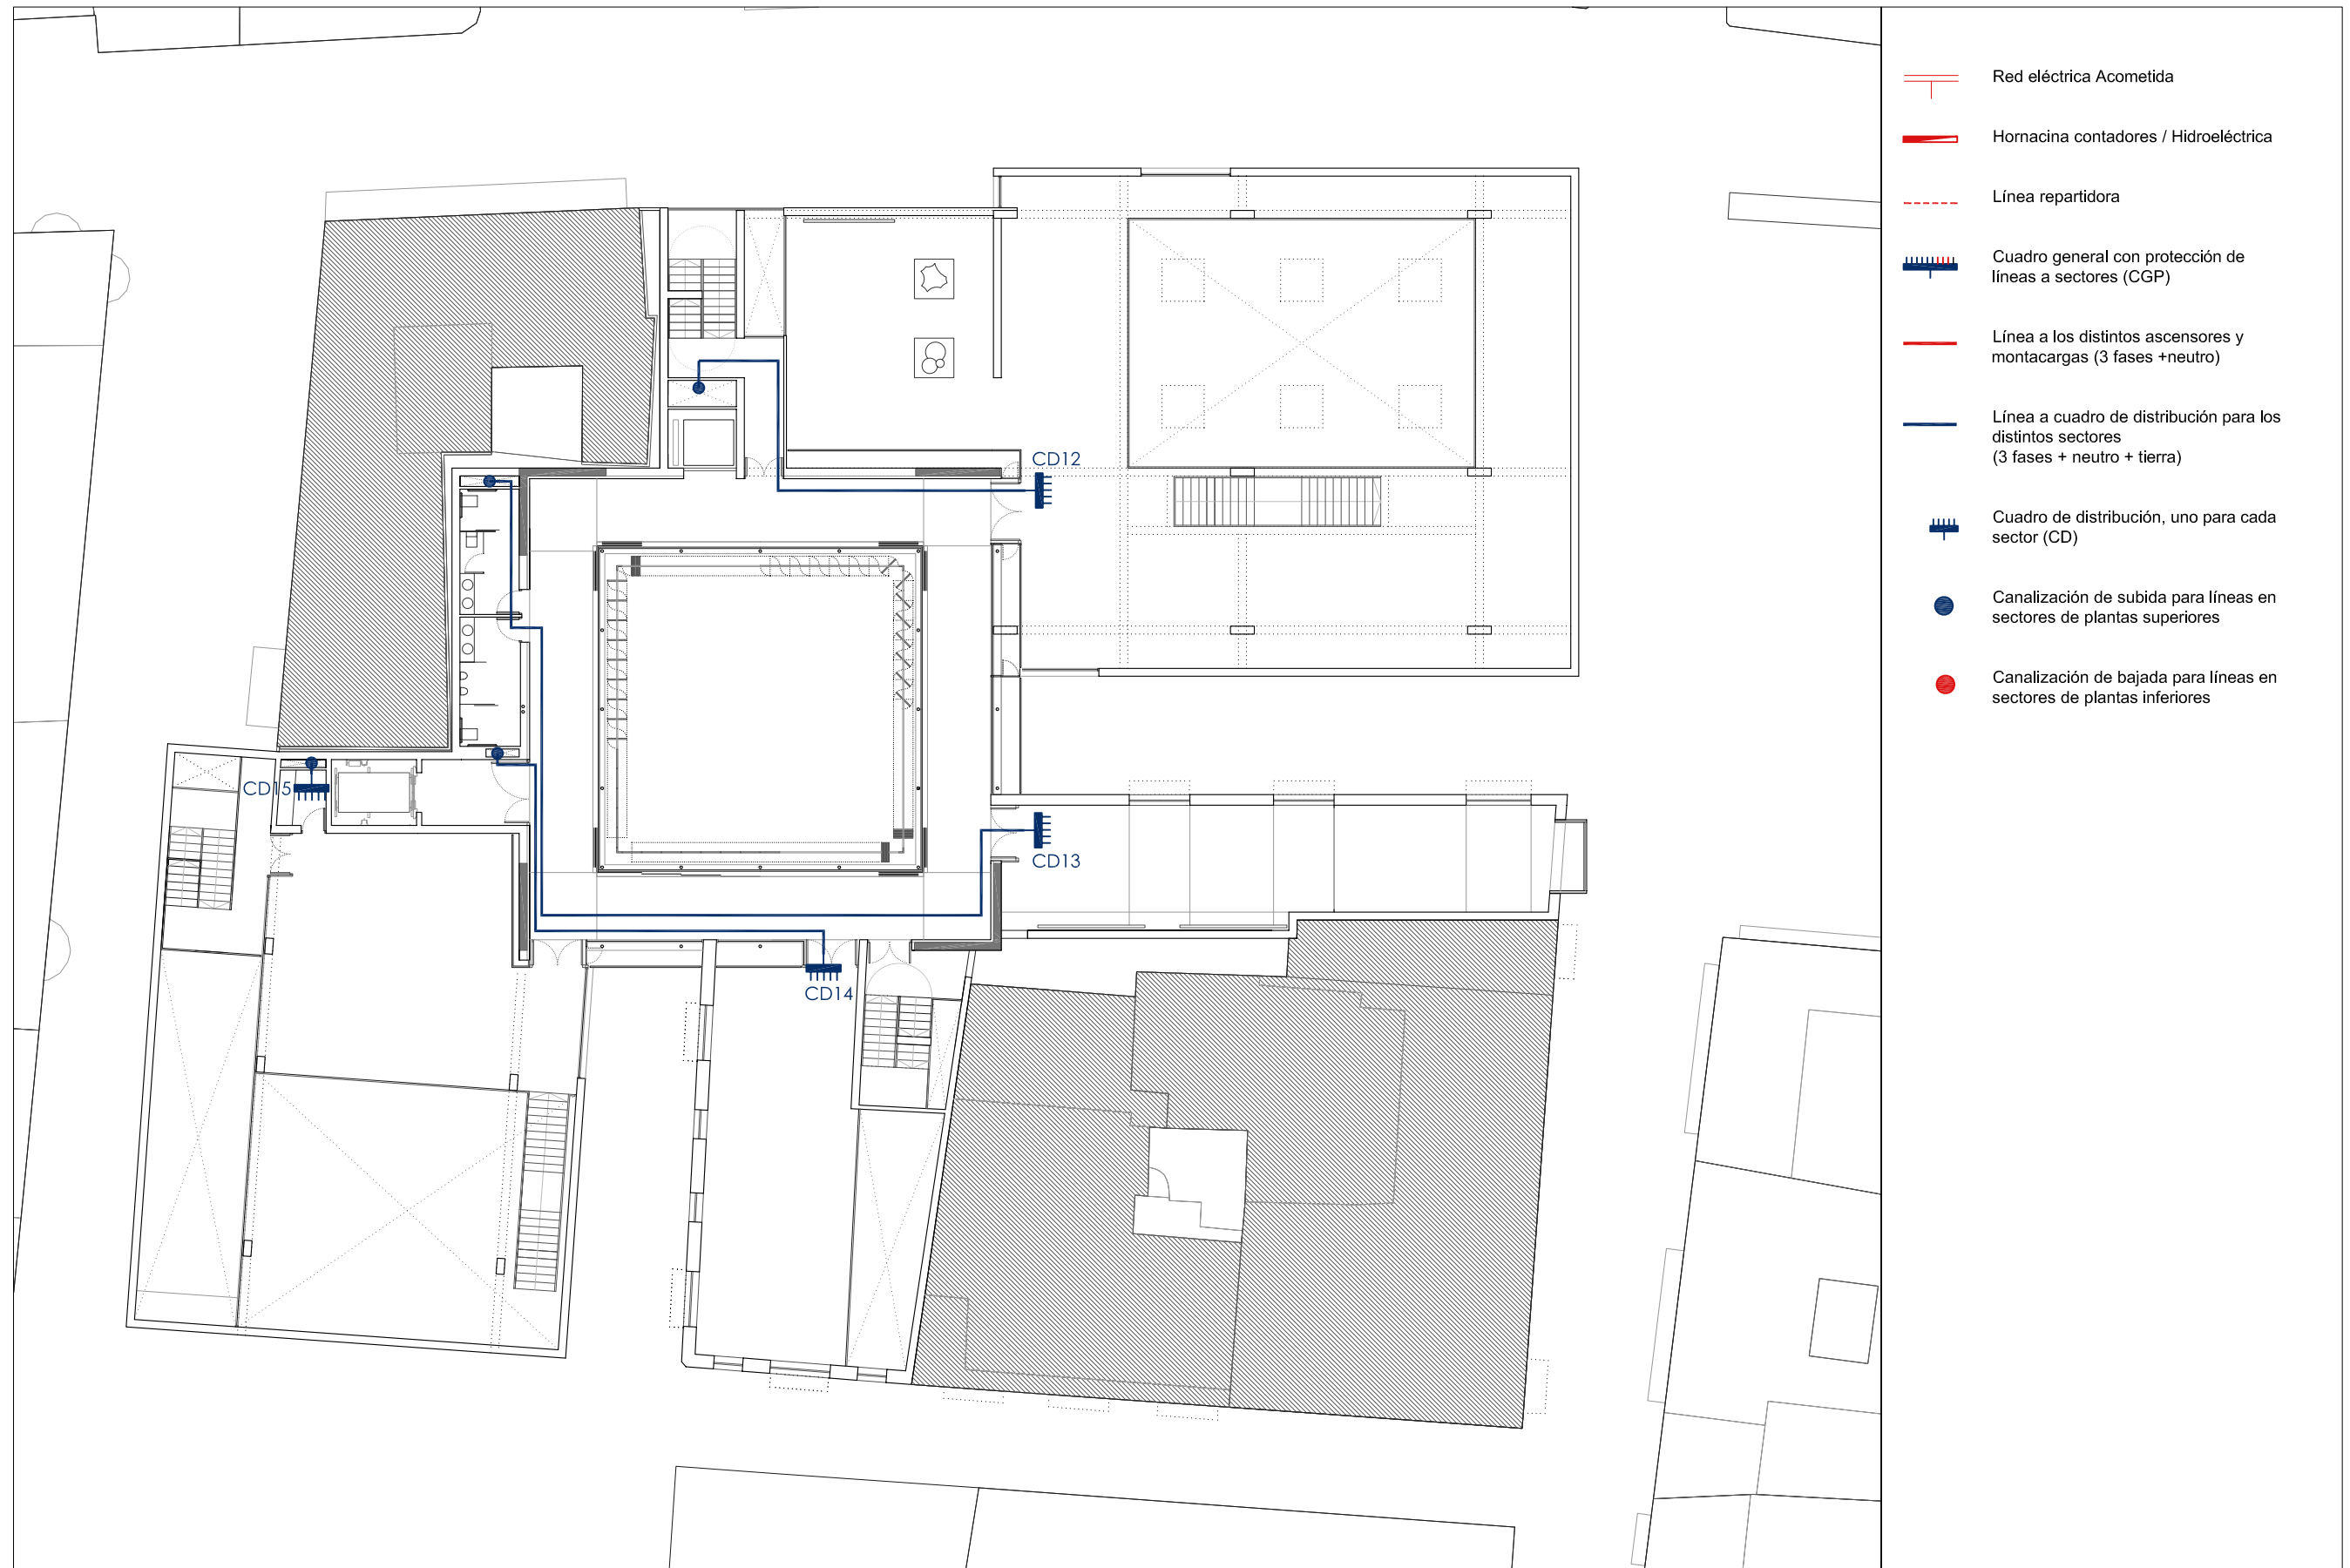 CD12
CD15
CD13
CD14
Red eléctrica Acometida
Hornacina contadores / Hidroeléctrica
Línea repartidora
Cuadro general con protección de
líneas a sectores (CGP)
Línea a los distintos ascensores y
montacargas (3 fases +neutro)
Línea a cuadro de distribución para los
distintos sectores
(3 fases + neutro + tierra)
Cuadro de distribución, uno para cada
sector (CD)
Canalización de subida para líneas en
sectores de plantas superiores
Canalización de bajada para líneas en
sectores de plantas inferiores